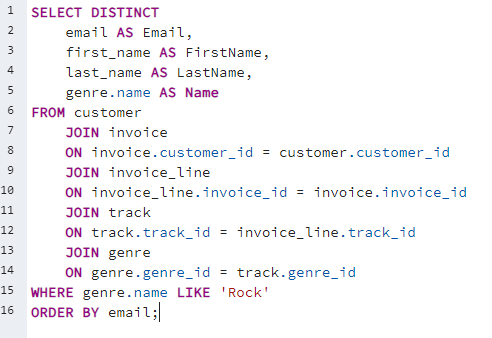 1 SELECT DISTINCT
2 email AS Email,
3 first_name AS FirstName,
4 last_name AS LastName,
5 genre.name AS Name
6 FROM customer
7 JOIN invoice
8 ON invoice.customer_id = customer.customer_id
9 JOIN invoice_line
10 ON invoice_line.invoice_id = invoice.invoice_id
11 JOIN track
12 ON track.track_id = invoice_line.track_id
13 JOIN genre
14 ON genre.genre_id = track.genre_id
15 WHERE genre.name LIKE 'Rock'
16 ORDER BY email;